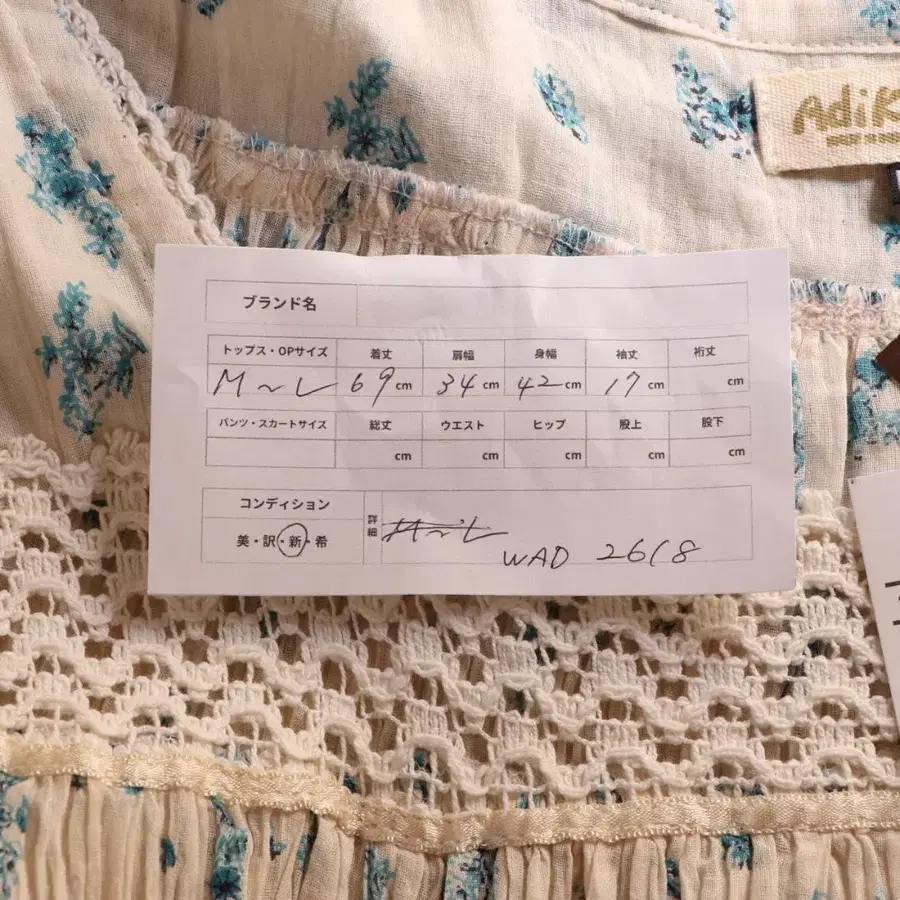 AdiK
ブランド名
トップス・OPサイズ 着丈 肩幅 身幅 袖丈 裄丈
M～L 69 cm 34 cm 42 cm 17 cm cm
パンツ・スカートサイズ 総丈 ウエスト ヒップ 股上 股下
cm cm cm cm cm
コンディション 詳細
美・訳・新・希 M～L
WAD 2618